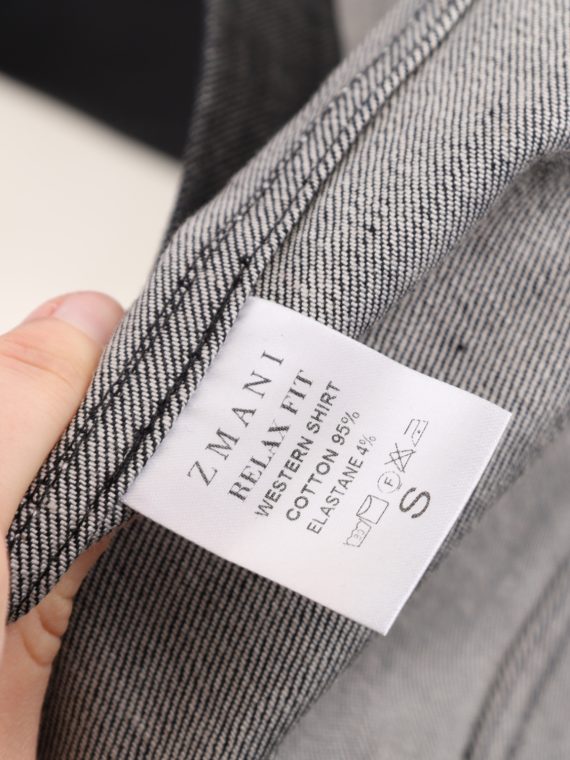 ZMANI
RELAX FIT
WESTERN SHIRT
COTTON 95%
ELASTANE 4%
F
S